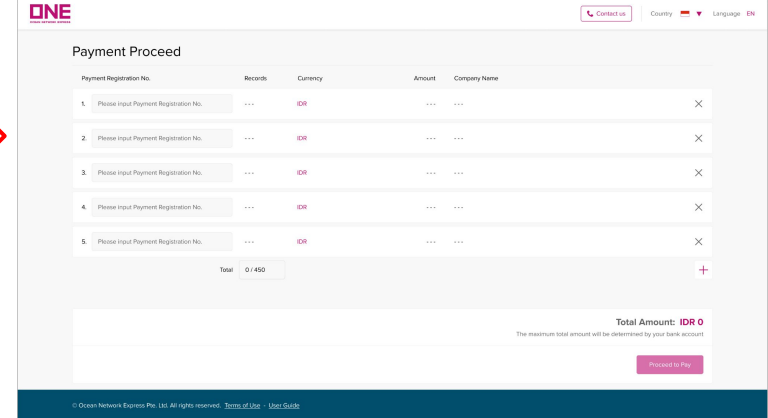 ONE
OCEAN NETWORK EXPRESS
Contact us Country Language EN
Payment Proceed
Payment Registration No. Records Currency Amount Company Name
1. Please input Payment Registration No. --- IDR --- ---
2. Please input Payment Registration No. --- IDR --- ---
3. Please input Payment Registration No. --- IDR --- ---
4. Please input Payment Registration No. --- IDR --- ---
5. Please input Payment Registration No. --- IDR --- ---
Total 0 / 450
Total Amount: IDR 0
The maximum total amount will be determined by your bank account
Proceed to Pay
© Ocean Network Express Pte. Ltd. All rights reserved. Terms of Use - User Guide